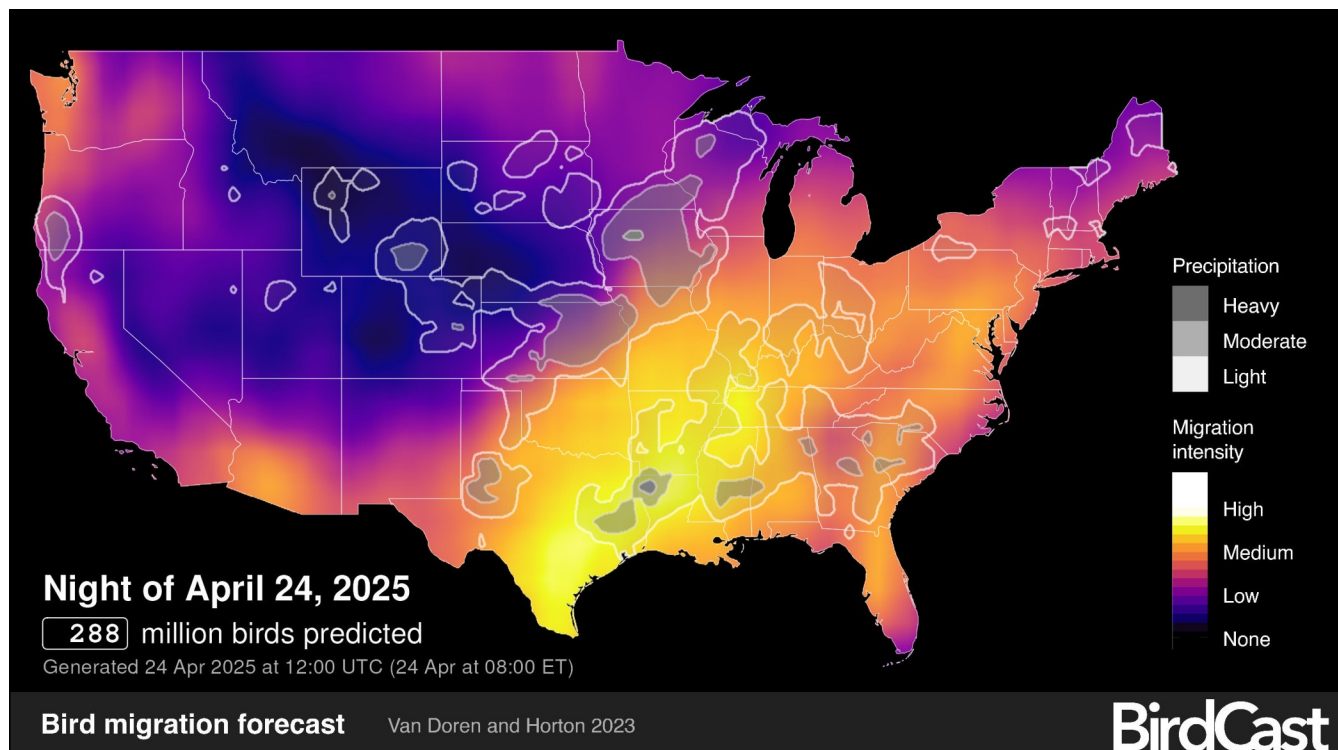 Precipitation
Heavy
Moderate
Light
Migration
intensity
High
Medium
Low
None
Night of April 24, 2025
288 million birds predicted
Generated 24 Apr 2025 at 12:00 UTC (24 Apr at 08:00 ET)
Bird migration forecast Van Doren and Horton 2023
BirdCast